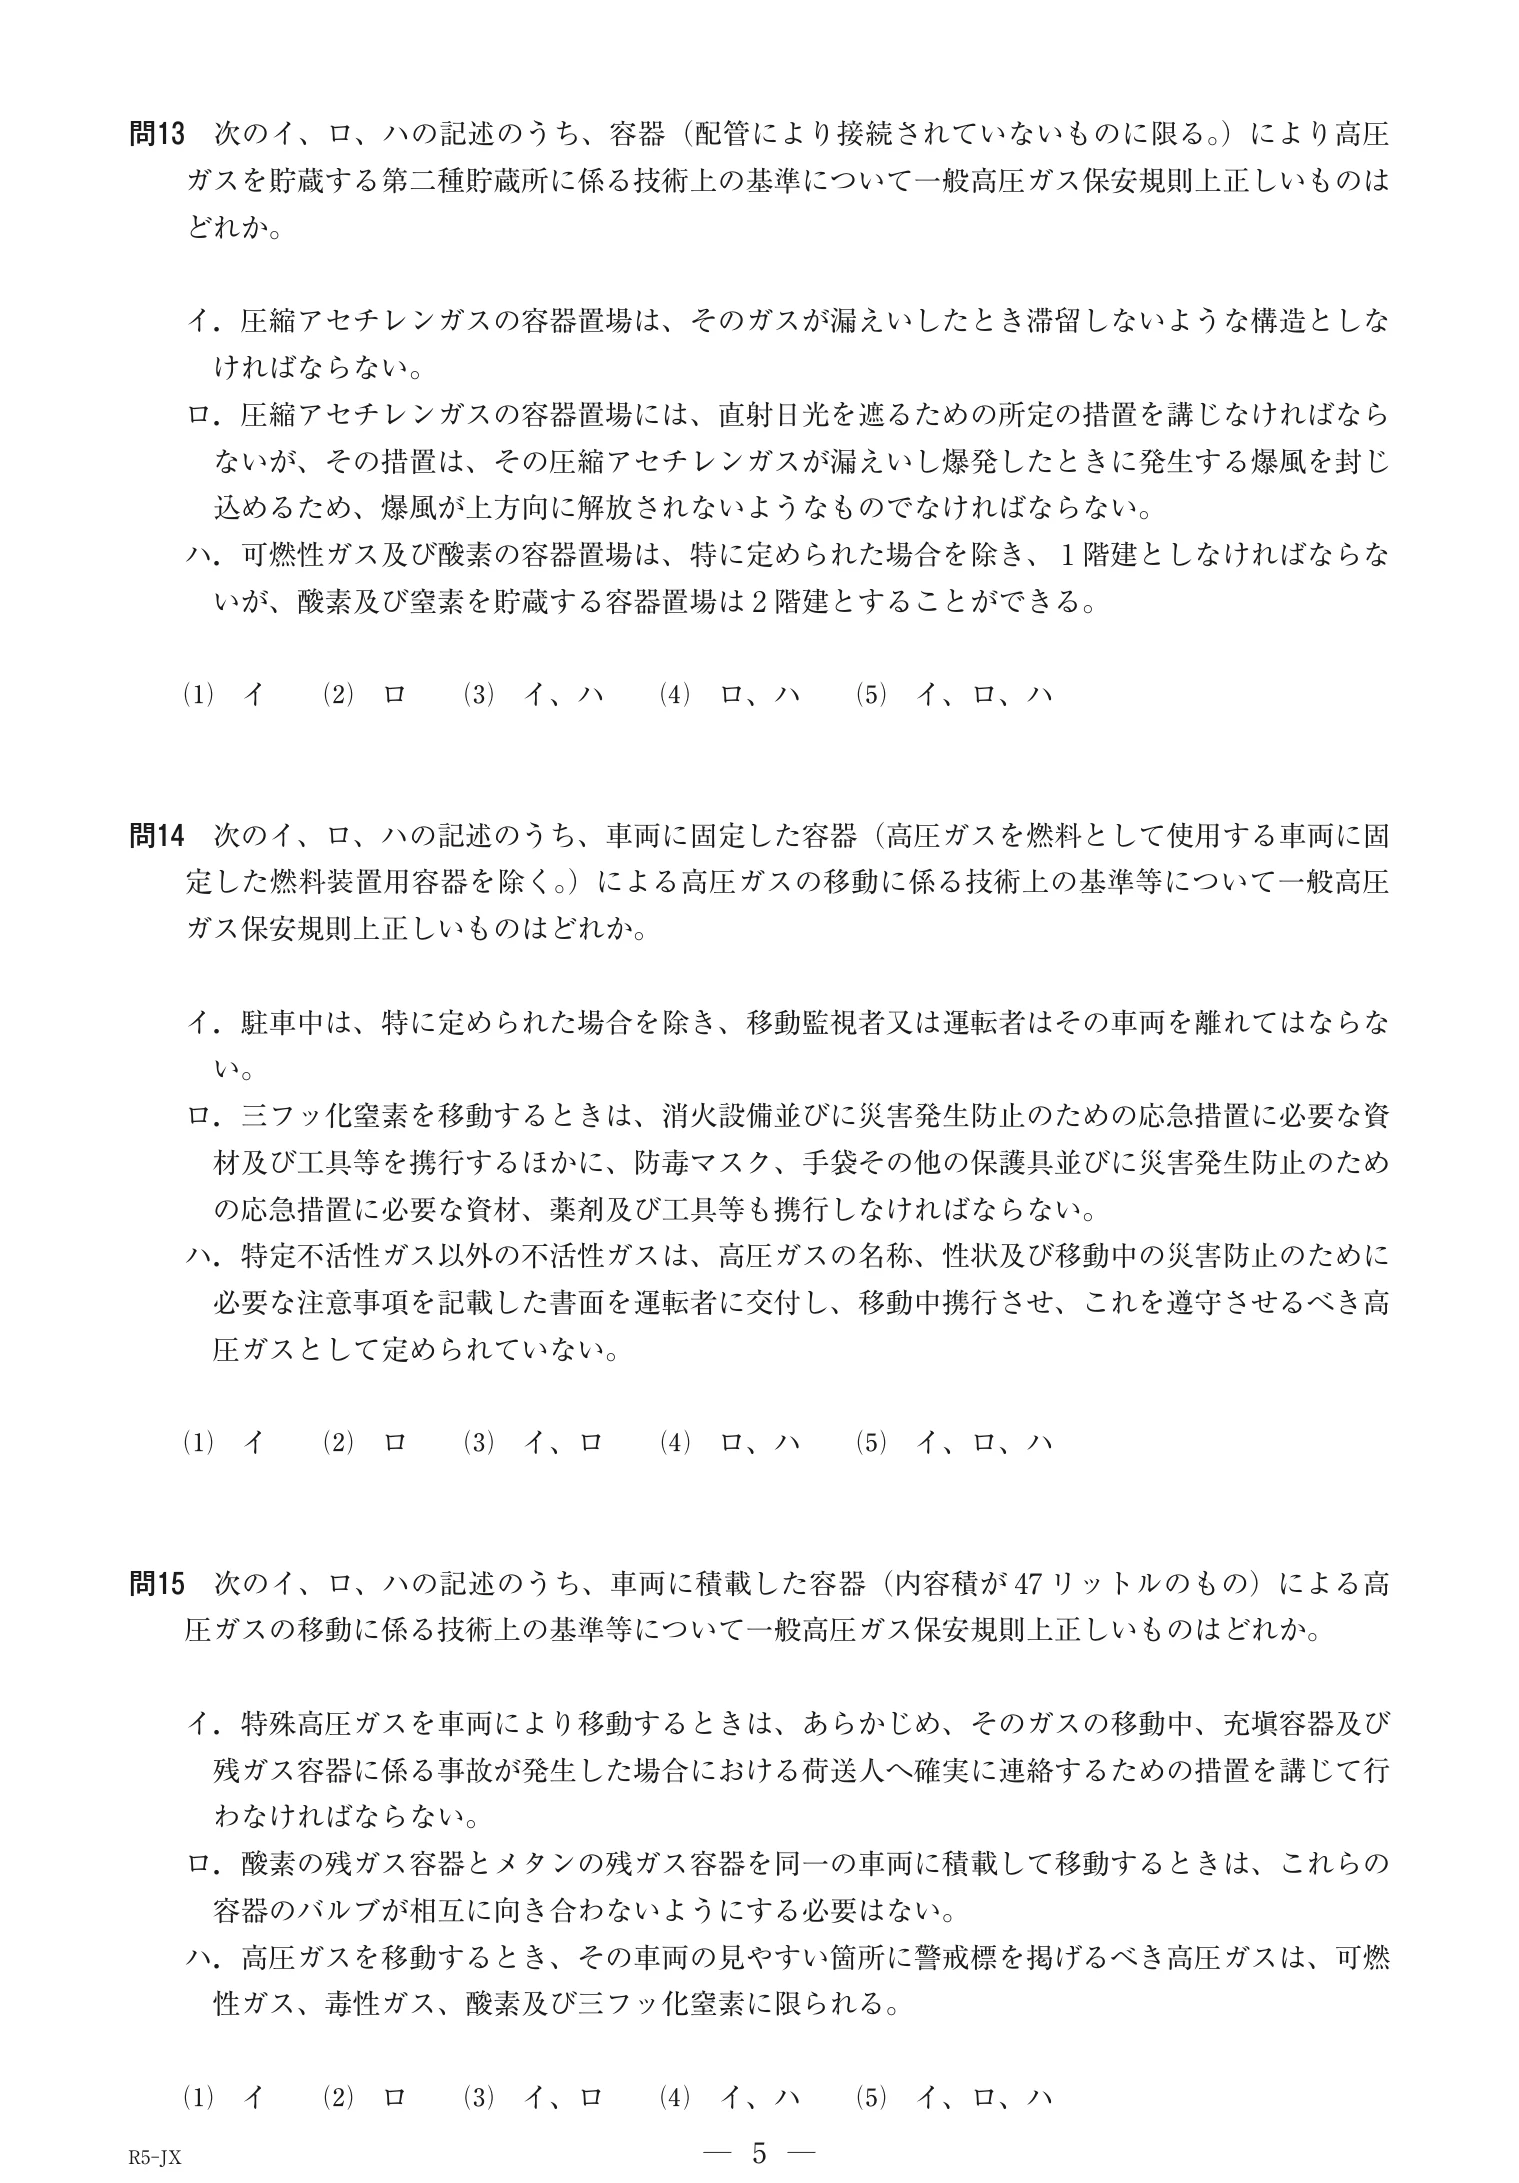 問13　次のイ、ロ、ハの記述のうち、容器（配管により接続されていないものに限る。）により高圧
ガスを貯蔵する第二種貯蔵所に係る技術上の基準について一般高圧ガス保安規則上正しいものは
どれか。
イ．圧縮アセチレンガスの容器置場は、そのガスが漏えいしたとき滞留しないような構造としな
ければならない。
ロ．圧縮アセチレンガスの容器置場には、直射日光を遮るための所定の措置を講じなければなら
ないが、その措置は、その圧縮アセチレンガスが漏えいし爆発したときに発生する爆風を封じ
込めるため、爆風が上方向に解放されないようなものでなければならない。
ハ．可燃性ガス及び酸素の容器置場は、特に定められた場合を除き、1階建としなければならな
いが、酸素及び窒素を貯蔵する容器置場は2階建とすることができる。
(1)　イ　　(2)　ロ　　(3)　イ、ハ　　(4)　ロ、ハ　　(5)　イ、ロ、ハ
問14　次のイ、ロ、ハの記述のうち、車両に固定した容器（高圧ガスを燃料として使用する車両に固
定した燃料装置用容器を除く。）による高圧ガスの移動に係る技術上の基準等について一般高圧
ガス保安規則上正しいものはどれか。
イ．駐車中は、特に定められた場合を除き、移動監視者又は運転者はその車両を離れてはならな
い。
ロ．三フッ化窒素を移動するときは、消火設備並びに災害発生防止のための応急措置に必要な資
材及び工具等を携行するほかに、防毒マスク、手袋その他の保護具並びに災害発生防止のため
の応急措置に必要な資材、薬剤及び工具等も携行しなければならない。
ハ．特定不活性ガス以外の不活性ガスは、高圧ガスの名称、性状及び移動中の災害防止のために
必要な注意事項を記載した書面を運転者に交付し、移動中携行させ、これを遵守させるべき高
圧ガスとして定められていない。
(1)　イ　　(2)　ロ　　(3)　イ、ロ　　(4)　ロ、ハ　　(5)　イ、ロ、ハ
問15　次のイ、ロ、ハの記述のうち、車両に積載した容器（内容積が47リットルのもの）による高
圧ガスの移動に係る技術上の基準等について一般高圧ガス保安規則上正しいものはどれか。
イ．特殊高圧ガスを車両により移動するときは、あらかじめ、そのガスの移動中、充塡容器及び
残ガス容器に係る事故が発生した場合における荷送人へ確実に連絡するための措置を講じて行
わなければならない。
ロ．酸素の残ガス容器とメタンの残ガス容器を同一の車両に積載して移動するときは、これらの
容器のバルブが相互に向き合わないようにする必要はない。
ハ．高圧ガスを移動するとき、その車両の見やすい箇所に警戒標を掲げるべき高圧ガスは、可燃
性ガス、毒性ガス、酸素及び三フッ化窒素に限られる。
(1)　イ　　(2)　ロ　　(3)　イ、ロ　　(4)　イ、ハ　　(5)　イ、ロ、ハ
R5-JX
― 5 ―